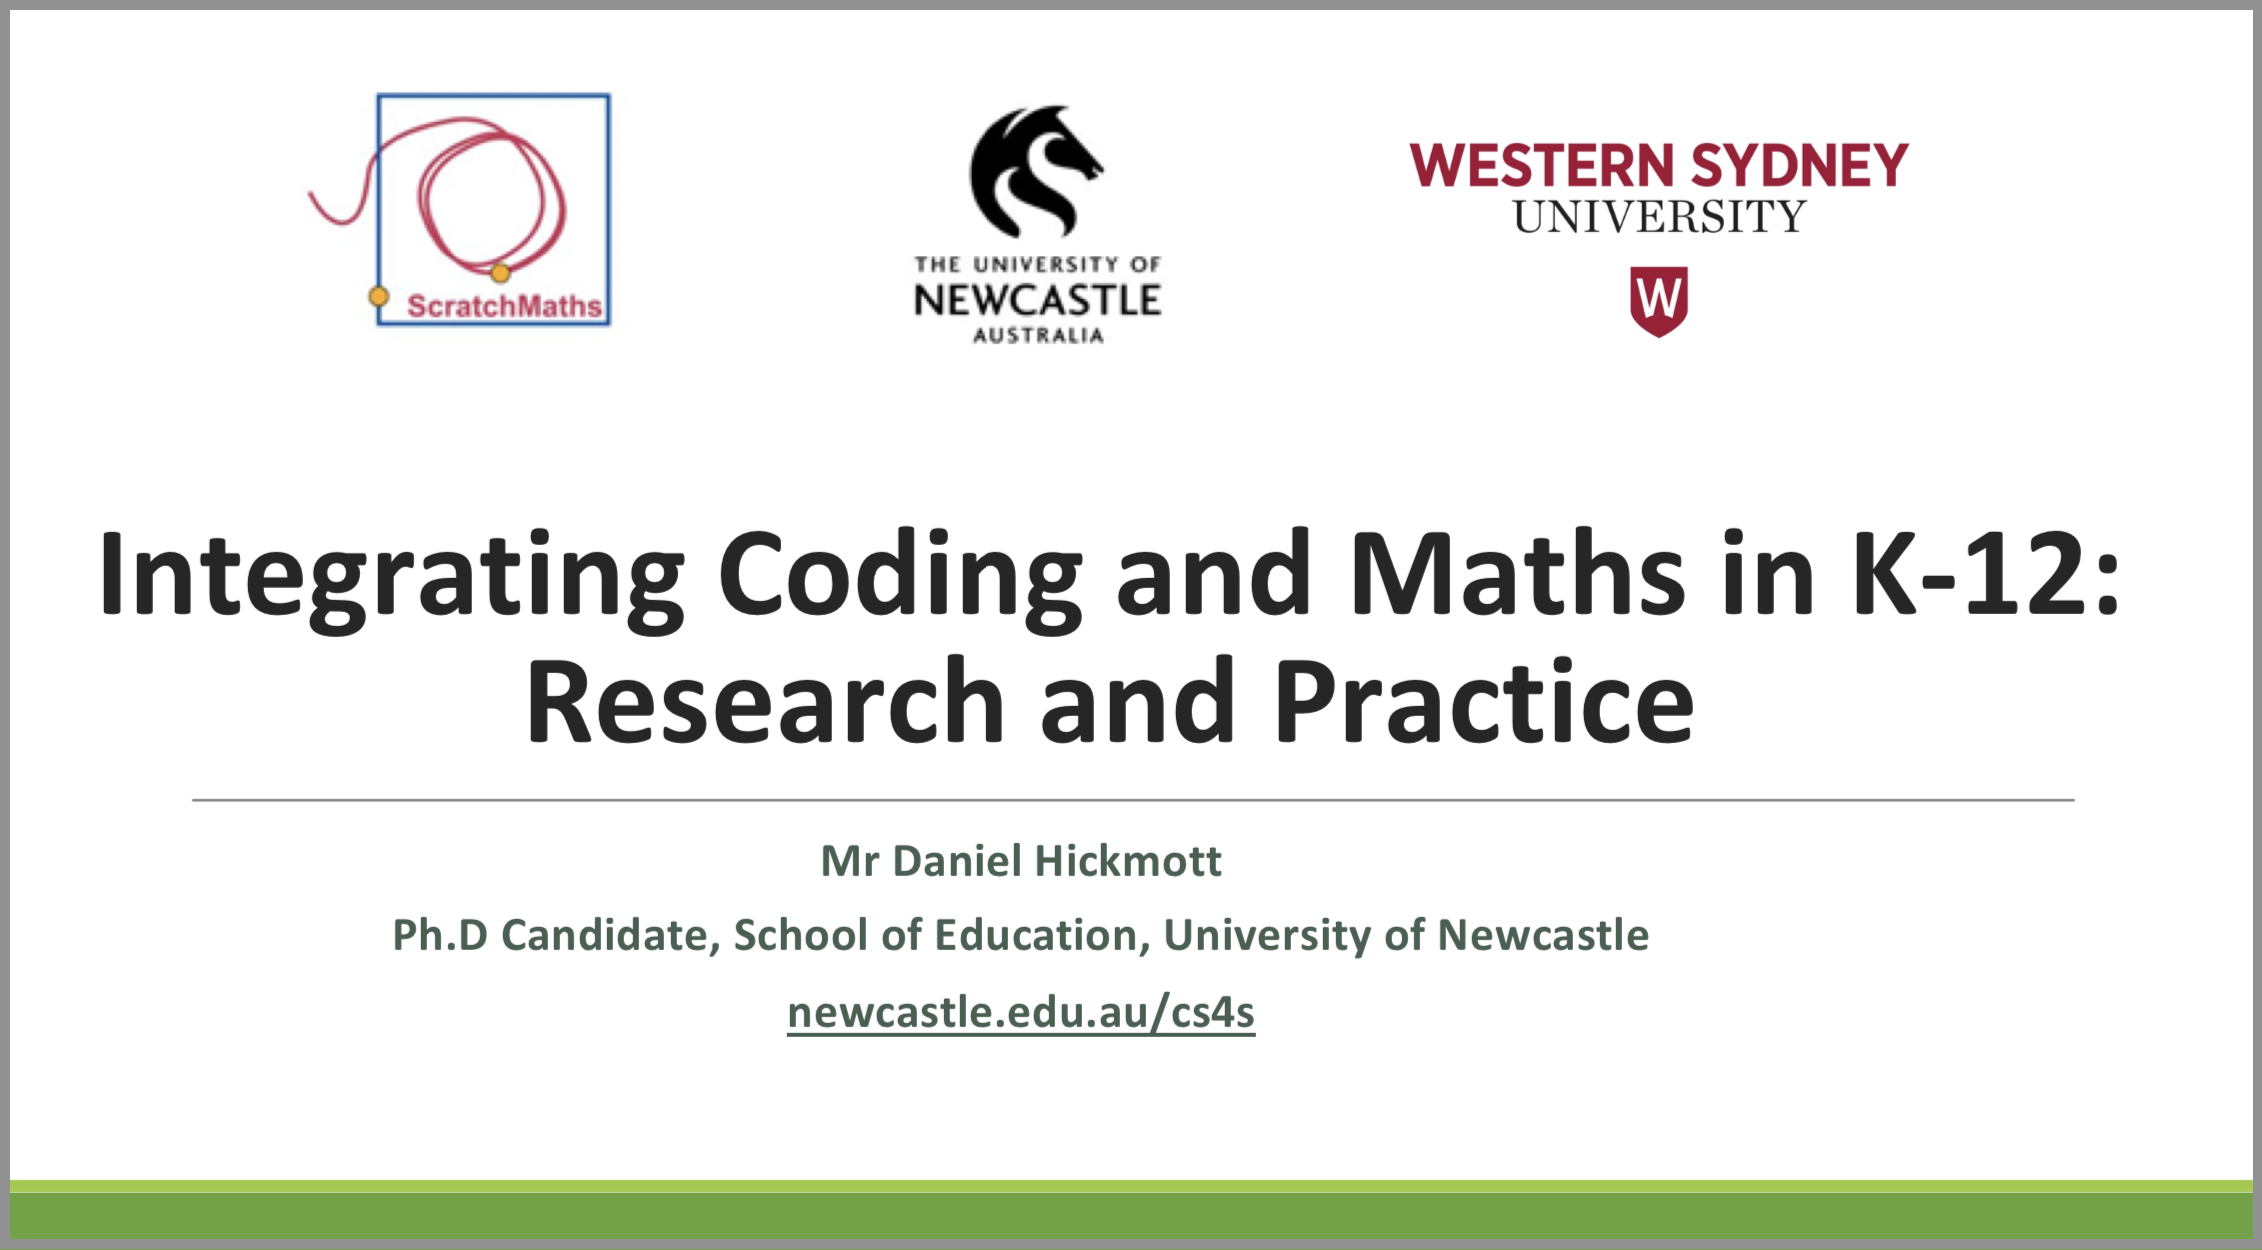 ScratchMaths
THE UNIVERSITY OF
NEWCASTLE
AUSTRALIA
WESTERN SYDNEY
UNIVERSITY
W
Integrating Coding and Maths in K-12:
Research and Practice
Mr Daniel Hickmott
Ph.D Candidate, School of Education, University of Newcastle
newcastle.edu.au/cs4s